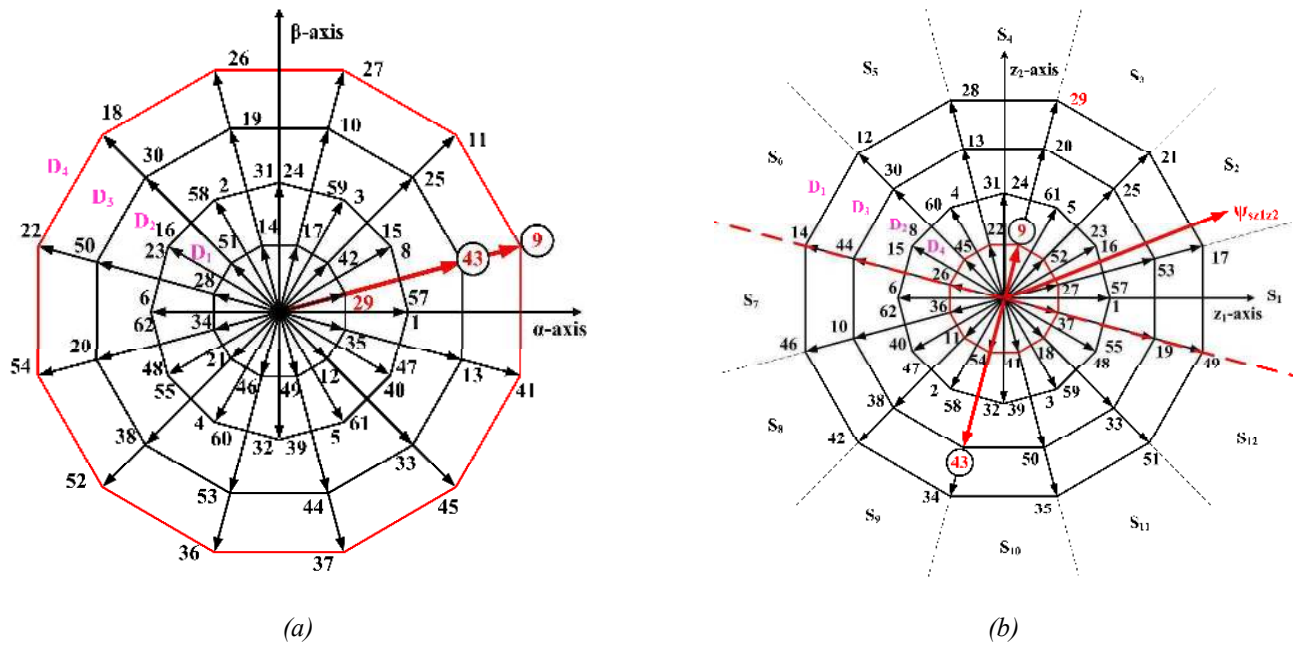 β-axis
26 27
18 19 10 11
30 31 24 25
D4 58 2 59 3
D3 16 14 17 15
D2 23 51 42 8 9
22 50 D1 43
28 29
6 57
62 34 35 1 α-axis
20 21 12 13
54 48 46 49 47 41
55 40
38 4 60 32 39 5 61 33
52 53 44 45
36 37
(a)
S4
z2-axis
S5 S3
28 29
12 13 20 21
S6 30 31 24 25 S2
D1 60 4 61 5
D3 8 22 9 23 ψsz1z2
D2 15 45 52 16
14 44 D4 53 17
26 27
S7 6 57 S1
62 36 37 1 z1-axis
10 11 18 19
46 40 54 41 55 49
47 48
38 2 58 32 39 3 59 33
S8 S12
42 43 50 51
34 35
S9 S11
S10
(b)